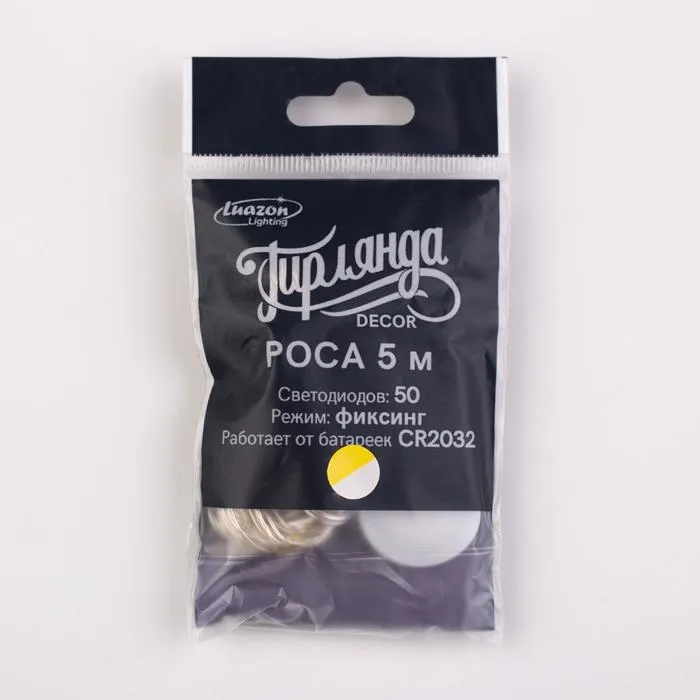 Luazon
Lighting
Гирлянда
DECOR
РОСА 5 м
Светодиодов: 50
Режим: фиксинг
Работает от батареек CR2032